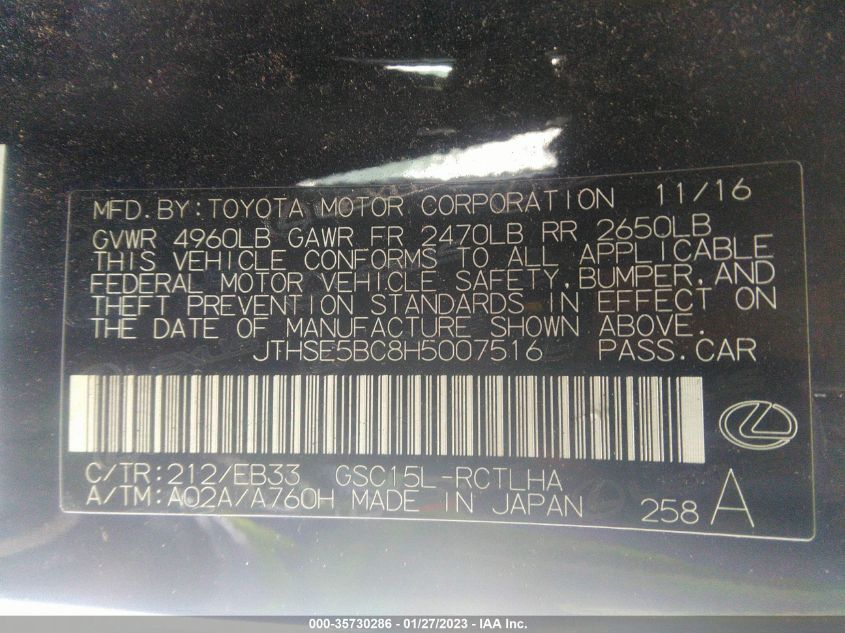 MFD.BY:TOYOTA MOTOR CORPORATION 11/16
GVWR 4960LB GAWR FR 2470LB RR 2650LB
THIS VEHICLE CONFORMS TO ALL APPLICABLE
FEDERAL MOTOR VEHICLE SAFETY,BUMPER,AND
THEFT PREVENTION STANDARDS IN EFFECT ON
THE DATE OF MANUFACTURE SHOWN ABOVE.
JTHSE5BC8H5007516 PASS.CAR
C/TR:212/EB33 GSC15L-RCTLHA
A/TM:A02A/A760H MADE IN JAPAN 258 A
000-35730286 - 01/27/2023 - IAA Inc.